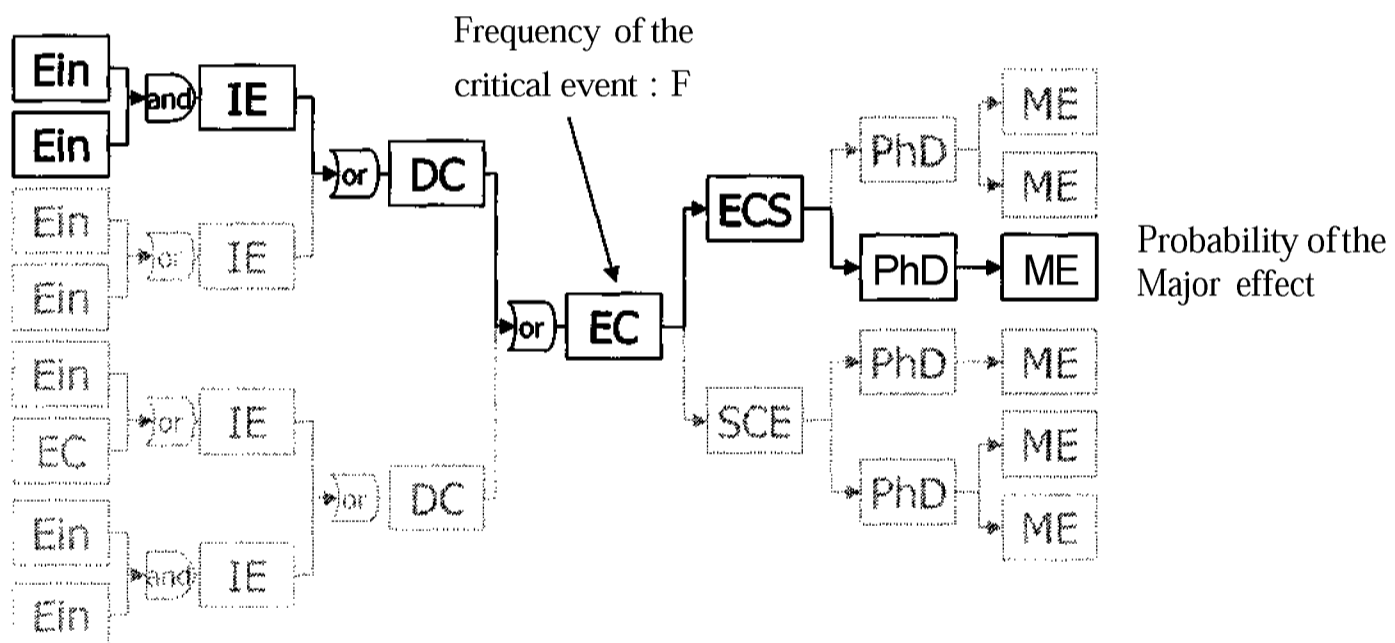 Frequency of the
critical event : F
Ein
Ein
and
IE
Ein
Ein
or
IE
or
DC
Ein
EC
or
IE
Ein
Ein
and
IE
or
DC
or
EC
ECS
SCE
PhD
ME
ME
PhD
ME
PhD
ME
PhD
ME
ME
Probability of the
Major effect